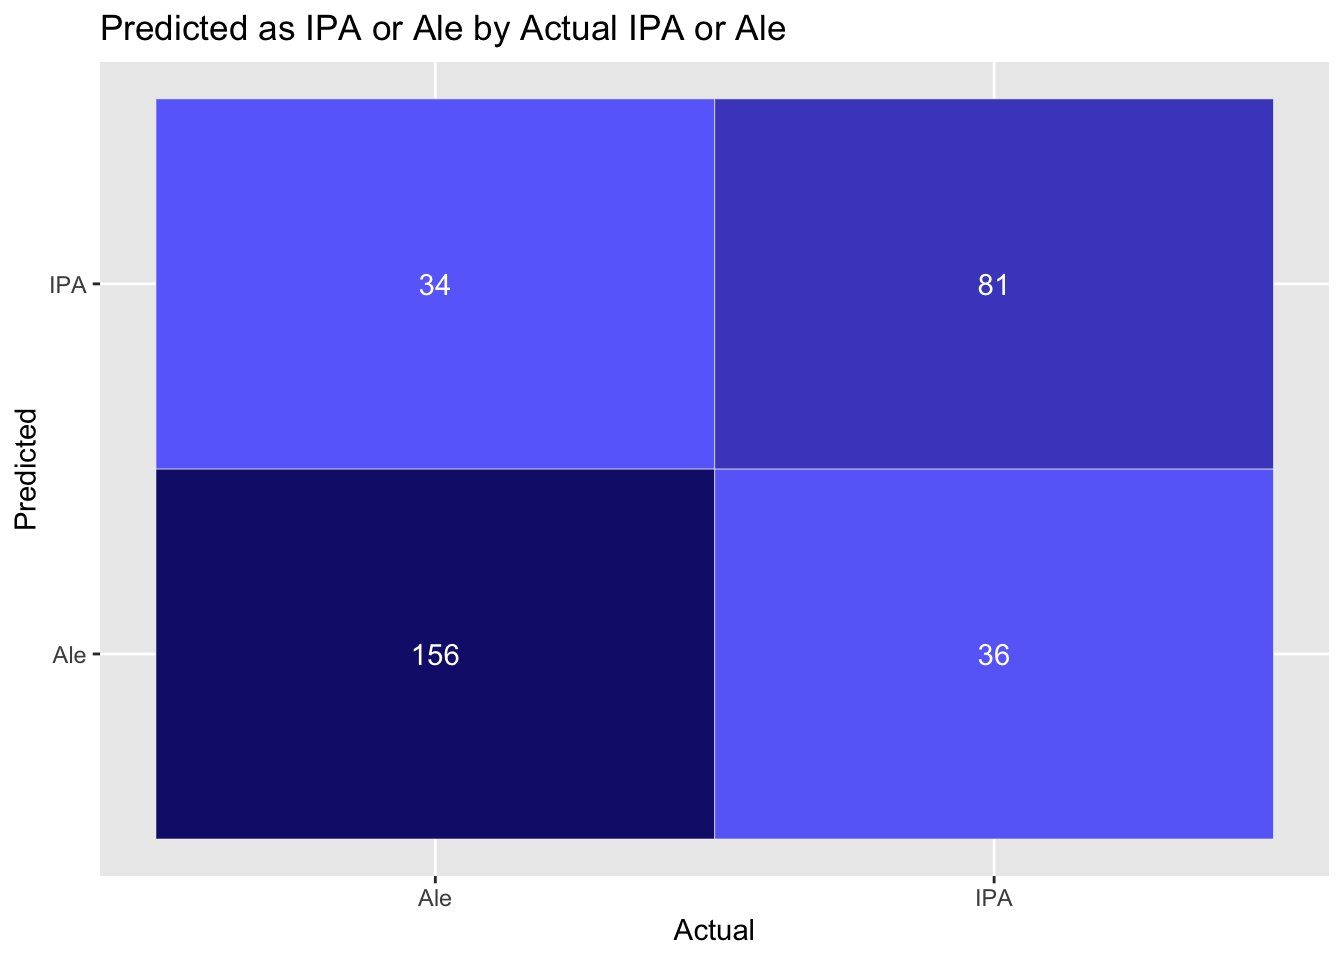 Predicted as IPA or Ale by Actual IPA or Ale
IPA
34
81
Predicted
Ale
156
36
Ale
IPA
Actual